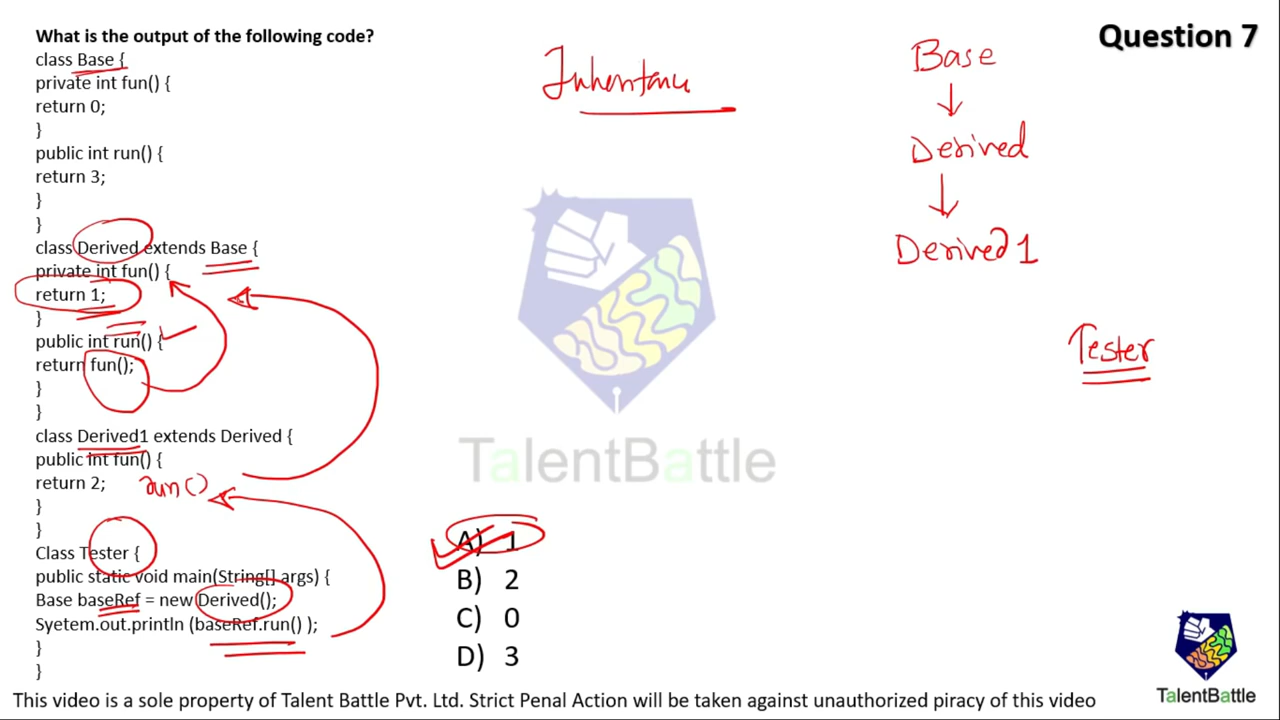 What is the output of the following code?
Question 7
class Base {
private int fun() {
return 0;
}
public int run() {
return 3;
}
}
class Derived extends Base {
private int fun() {
return 1;
}
public int run() {
return fun();
}
}
class Derived1 extends Derived {
public int fun() {
return 2;
run()
}
}
Class Tester {
public static void main(String[] args) {
Base baseRef = new Derived();
Syetem.out.println (baseRef.run() );
}
}
Inheritance
Base
Derived
Derived1
Tester
TalentBattle
A) 1
B) 2
C) 0
D) 3
TalentBattle
This video is a sole property of Talent Battle Pvt. Ltd. Strict Penal Action will be taken against unauthorized piracy of this video